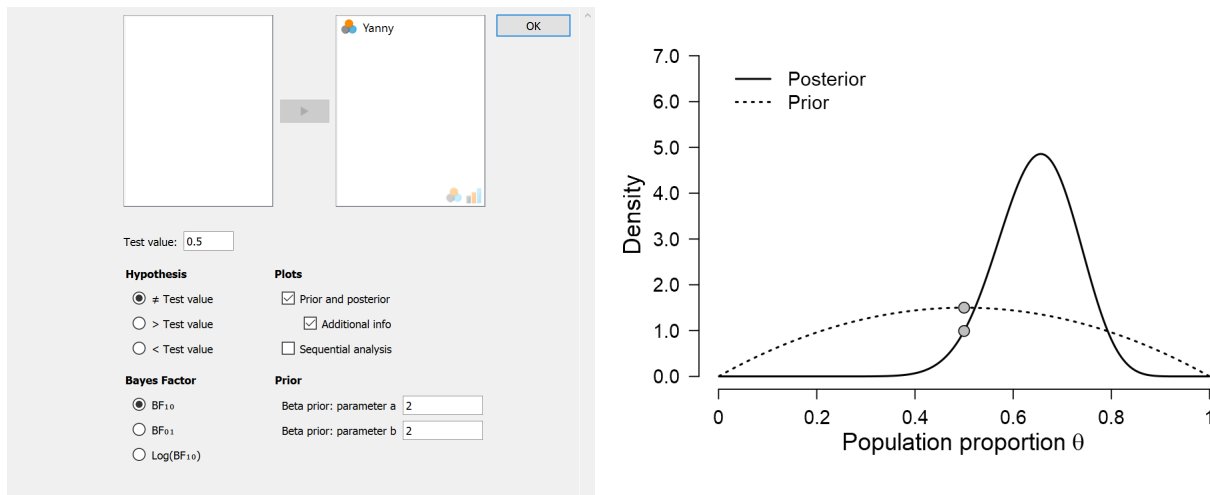 Yanny
OK
Test value: 0.5
Hypothesis
≠ Test value
> Test value
< Test value
Plots
Prior and posterior
Additional info
Sequential analysis
Bayes Factor
BF₁₀
BF₀₁
Log(BF₁₀)
Prior
Beta prior: parameter a 2
Beta prior: parameter b 2
Posterior
Prior
Density
7.0
6.0
5.0
4.0
3.0
2.0
1.0
0.0
0 0.2 0.4 0.6 0.8 1
Population proportion θ